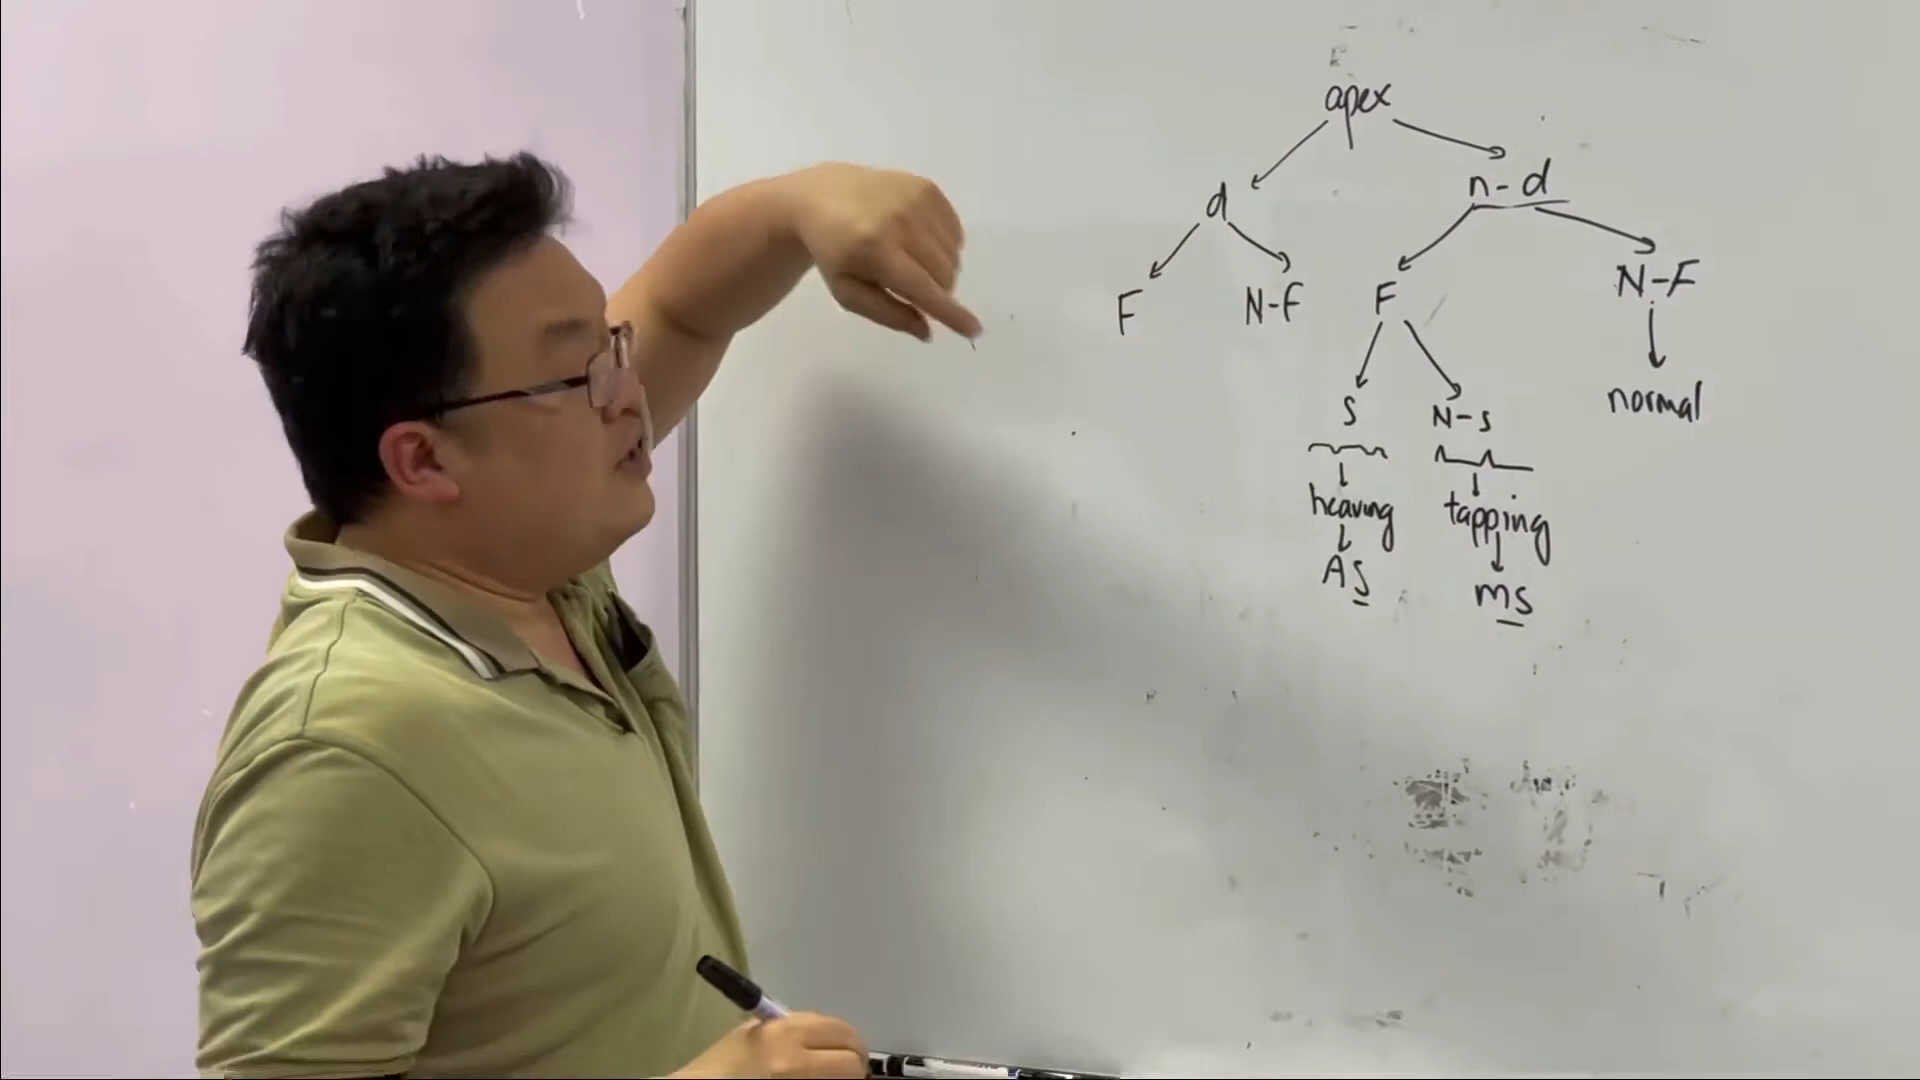 apex
d
n-d
F
N-F
F
N-F
S
N-S
normal
heaving
tapping
AS
ms